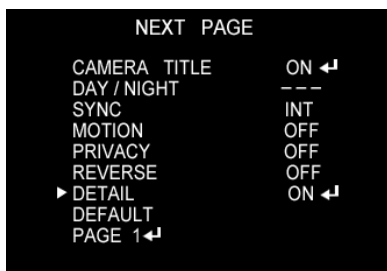 NEXT PAGE
CAMERA TITLE ON ↵
DAY / NIGHT ---
SYNC INT
MOTION OFF
PRIVACY OFF
REVERSE OFF
▶ DETAIL ON ↵
DEFAULT
PAGE 1↵